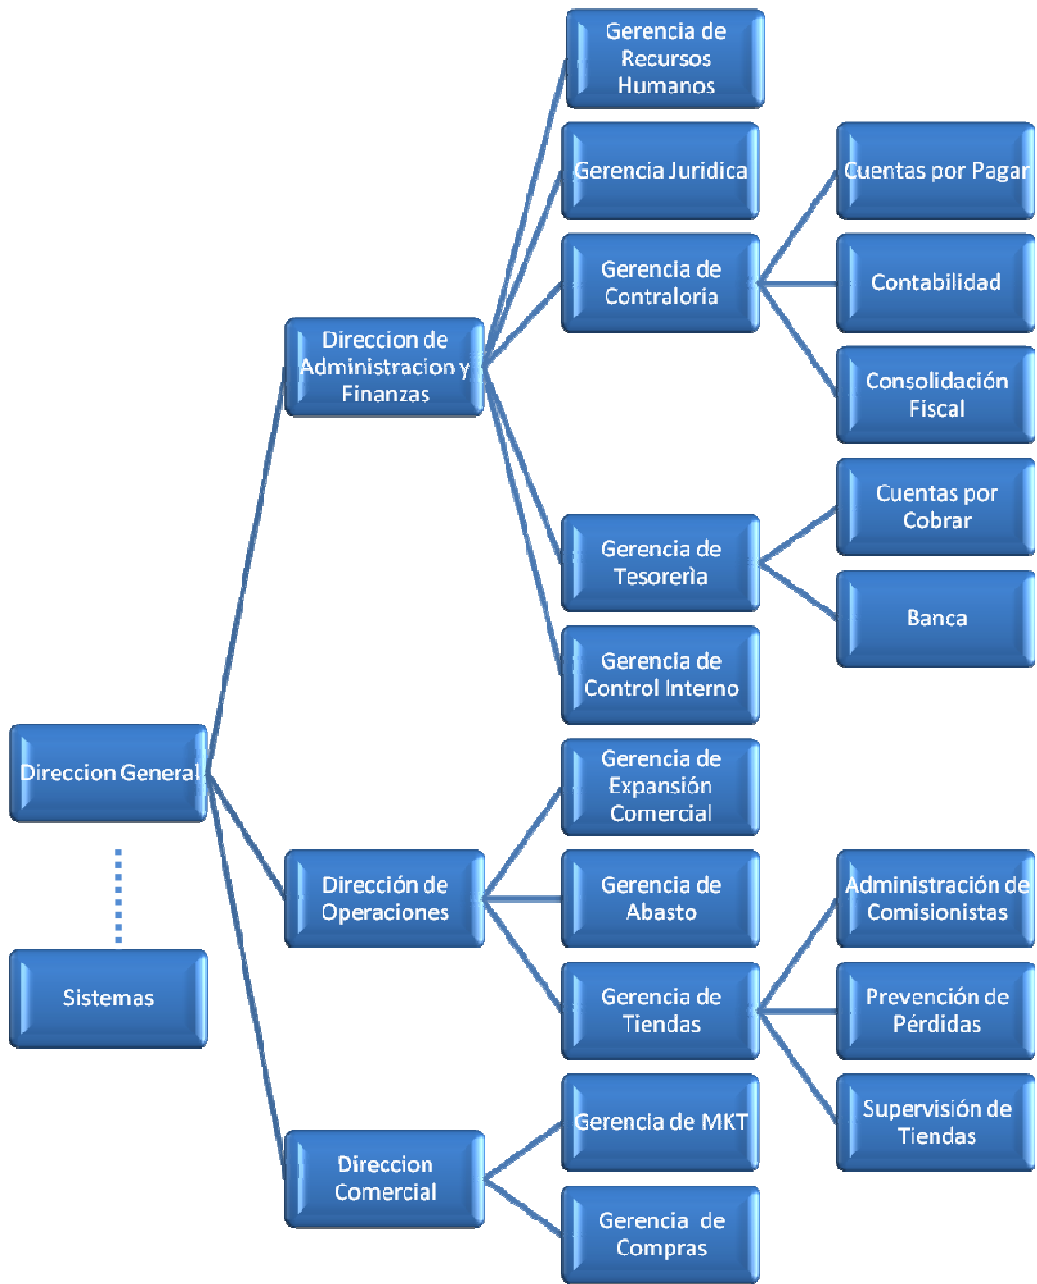 Gerencia de
Recursos
Humanos
Gerencia Juridica
Cuentas por Pagar
Gerencia de
Contraloria
Contabilidad
Direccion de
Administracion y
Finanzas
Consolidación
Fiscal
Cuentas por
Cobrar
Gerencia de
Tesorerìa
Banca
Gerencia de
Control Interno
Direccion General
Gerencia de
Expansión
Comercial
Dirección de
Operaciones
Gerencia de
Abasto
Administración de
Comisionistas
Sistemas
Gerencia de
Tiendas
Prevención de
Pérdidas
Gerencia de MKT
Supervisión de
Tiendas
Direccion
Comercial
Gerencia de
Compras